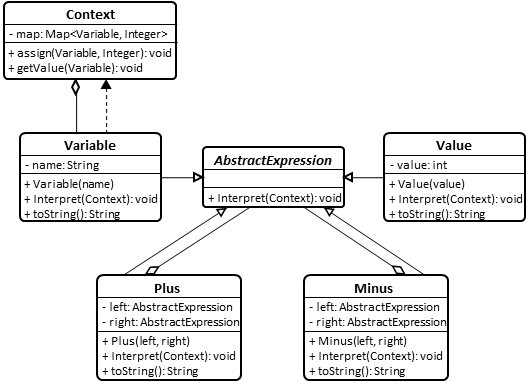 Context
- map: Map<Variable, Integer>
+ assign(Variable, Integer): void
+ getValue(Variable): void
Variable
- name: String
+ Variable(name)
+ Interpret(Context): void
+ toString(): String
AbstractExpression
+ Interpret(Context): void
Value
- value: int
+ Value(value)
+ Interpret(Context): void
+ toString(): String
Plus
- left: AbstractExpression
- right: AbstractExpression
+ Plus(left, right)
+ Interpret(Context): void
+ toString(): String
Minus
- left: AbstractExpression
- right: AbstractExpression
+ Minus(left, right)
+ Interpret(Context): void
+ toString(): String